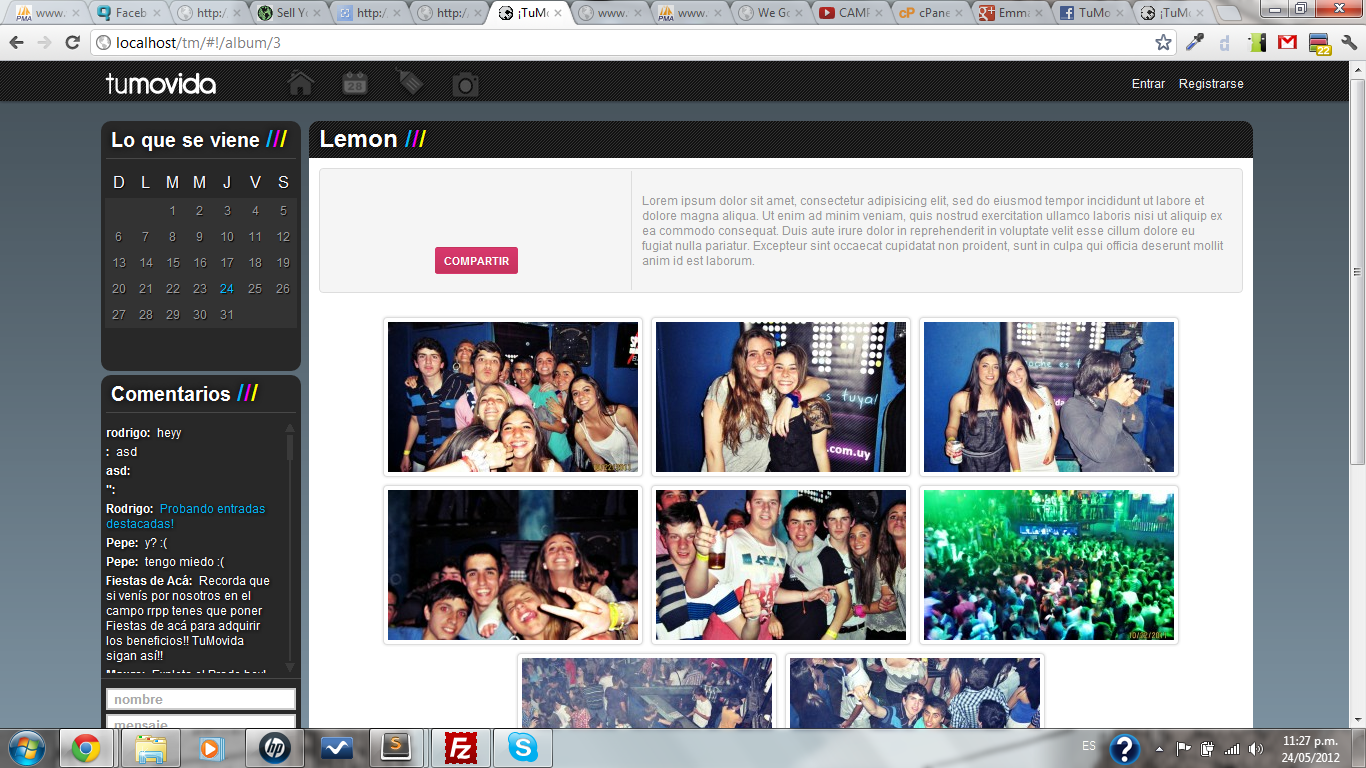 www.
Faceb
http:/
Sell Yo
http:/
http:/
¡TuMo
www.
www.
We Go
CAMP
cPane
Emma
TuMo
¡TuMo
localhost/tm/#!/album/3
22
tumovida
28
Entrar Registrarse
Lo que se viene ///
D L M M J V S
1 2 3 4 5
6 7 8 9 10 11 12
13 14 15 16 17 18 19
20 21 22 23 24 25 26
27 28 29 30 31
Comentarios ///
rodrigo: heyy
: asd
asd:
":
Rodrigo: Probando entradas
destacadas!
Pepe: y? :(
Pepe: tengo miedo :(
Fiestas de Acá: Recorda que
si venís por nosotros en el
campo rrpp tenes que poner
Fiestas de acá para adquirir
los beneficios!! TuMovida
sigan así!!
nombre
mensaje
Lemon ///
COMPARTIR
Lorem ipsum dolor sit amet, consectetur adipisicing elit, sed do eiusmod tempor incididunt ut labore et
dolore magna aliqua. Ut enim ad minim veniam, quis nostrud exercitation ullamco laboris nisi ut aliquip ex
ea commodo consequat. Duis aute irure dolor in reprehenderit in voluptate velit esse cillum dolore eu
fugiat nulla pariatur. Excepteur sint occaecat cupidatat non proident, sunt in culpa qui officia deserunt mollit
anim id est laborum.
es tuya!
.com.uy
ES
11:27 p.m.
24/05/2012